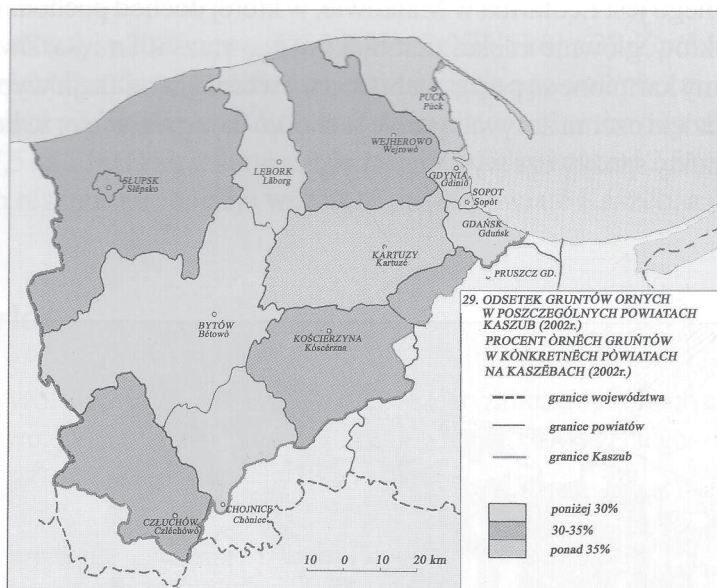 PUCK
Pùck
WEJHEROWO
Wejrowò
LĘBORK
Lãborg
GDYNIA
Gdiniô
SŁUPSK
Słëpsko
SOPOT
Sopòt
GDAŃSK
Gduńsk
KARTUZY
Kartuzë
PRUSZCZ GD.
BYTÓW
Bëtowò
KOŚCIERZYNA
Kòscérzna
CZŁUCHÓW
Człëchòwò
CHOJNICE
Chònice
29. ODSETEK GRUNTÓW ORNYCH
W POSZCZEGÓLNYCH POWIATACH
KASZUB (2002r.)
PROCENT ÒRNËCH GRUŃTÓW
W KÒNKRETNËCH PÒWIATACH
NA KASZËBACH (2002r.)
granice województwa
granice powiatów
granice Kaszub
poniżej 30%
30-35%
ponad 35%
10 0 10 20 km